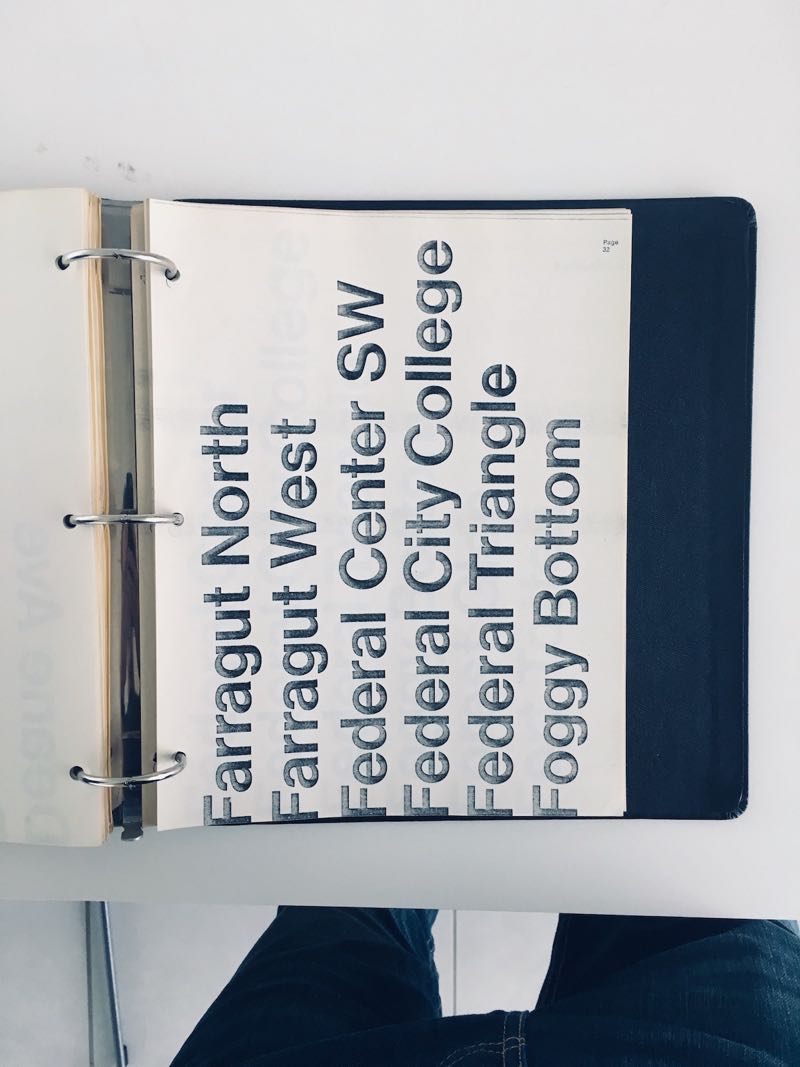 Farragut North
Farragut West
Federal Center SW
Federal City College
Federal Triangle
Foggy Bottom
Page
32